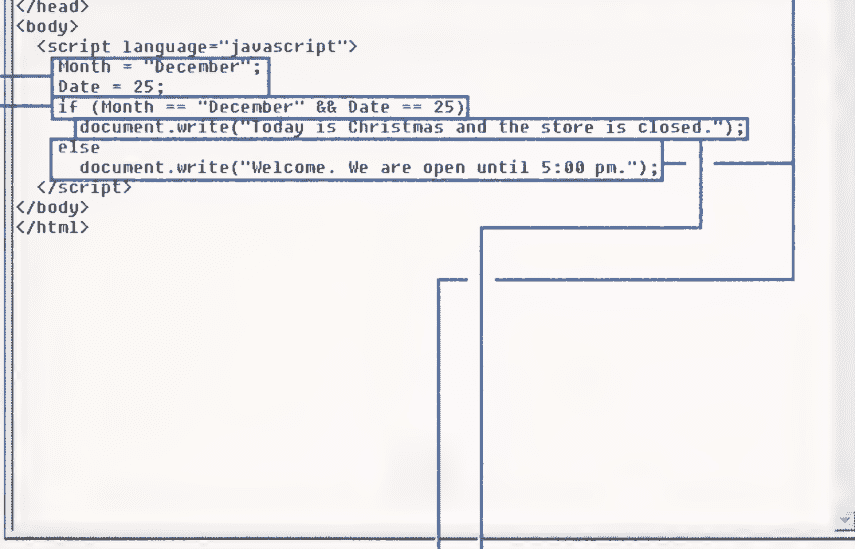 </head>
<body>
<script language="javascript">
Month = "December";
Date = 25;
if (Month == "December" && Date == 25)
document.write("Today is Christmas and the store is closed.");
else
document.write("Welcome. We are open until 5:00 pm.");
</script>
</body>
</html>